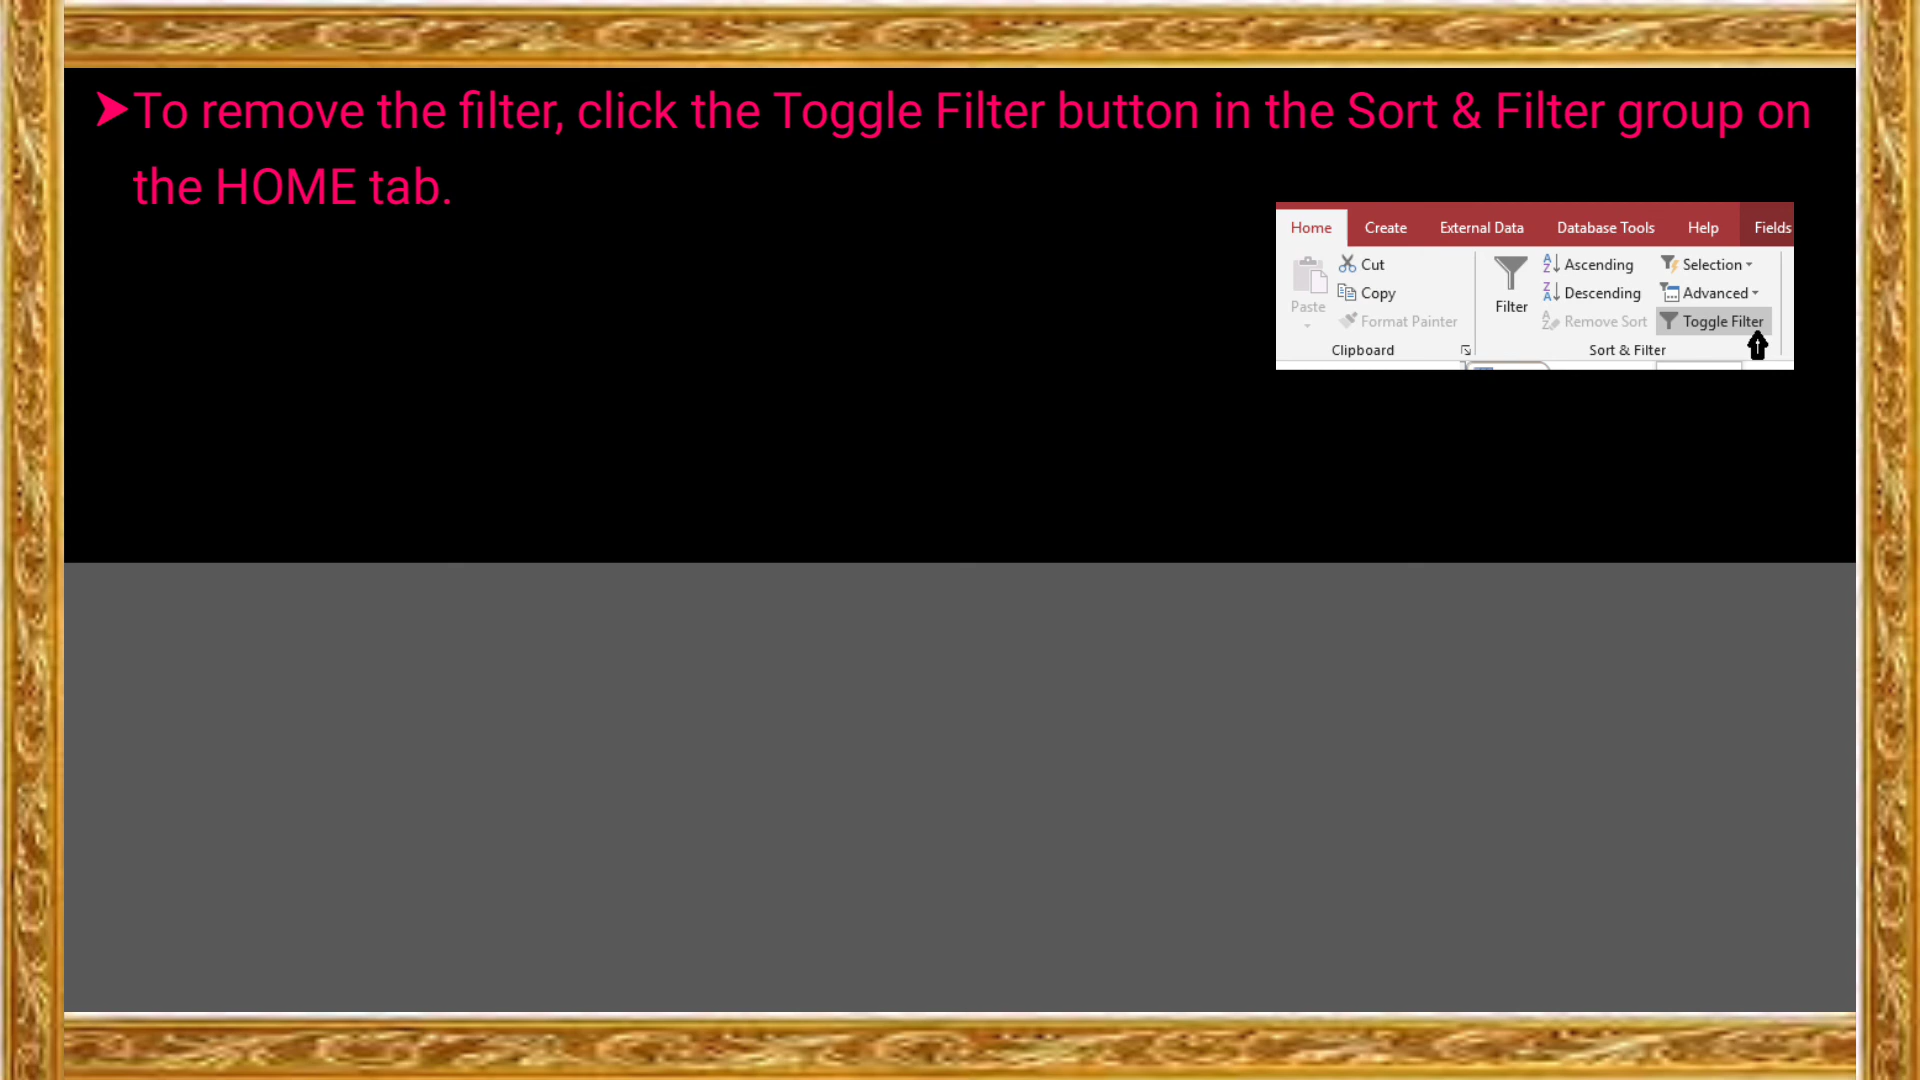 ➤To remove the filter, click the Toggle Filter button in the Sort & Filter group on
the HOME tab.
Home Create External Data Database Tools Help Fields
Cut Ascending Selection
Paste Copy Filter Descending Advanced
Format Painter Remove Sort Toggle Filter
Clipboard Sort & Filter